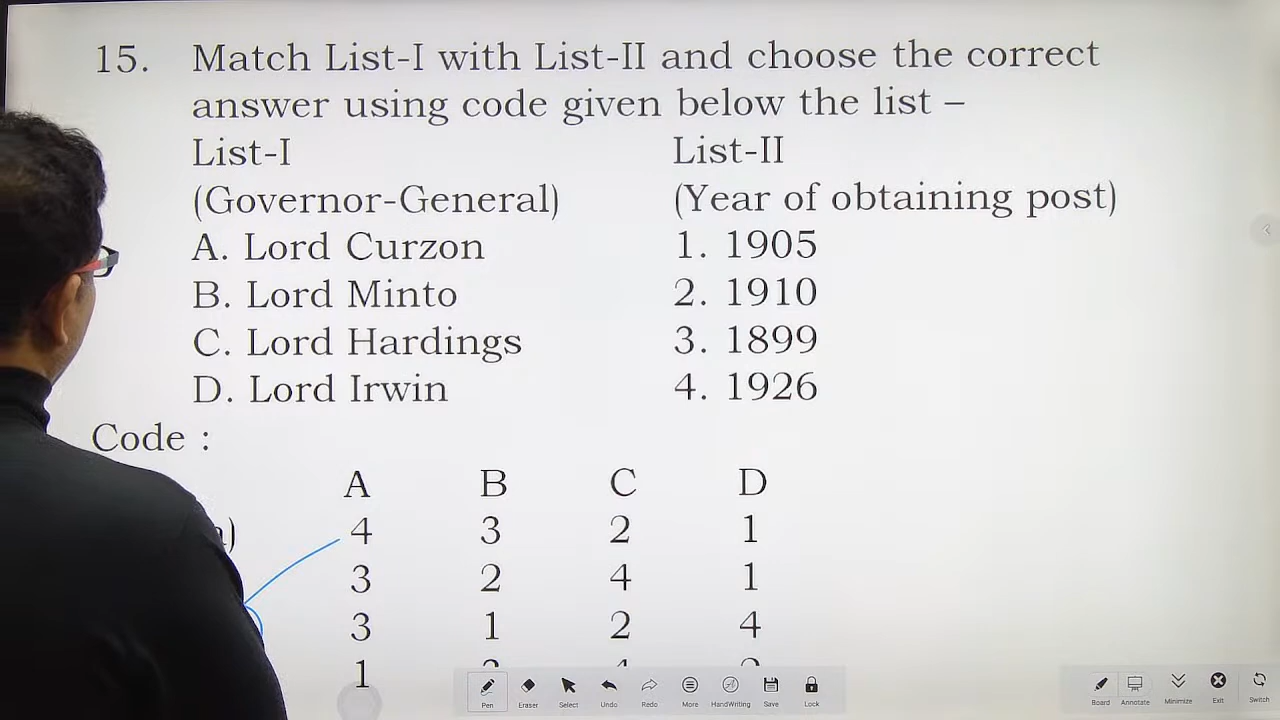 15. Match List-I with List-II and choose the correct
answer using code given below the list –
List-I List-II
(Governor-General) (Year of obtaining post)
A. Lord Curzon 1. 1905
B. Lord Minto 2. 1910
C. Lord Hardings 3. 1899
D. Lord Irwin 4. 1926
Code :
A B C D
4 3 2 1
3 2 4 1
3 1 2 4
1
Pen Eraser Select Undo Redo More HandWriting Save Lock Board Annotate Minimize Exit Switch